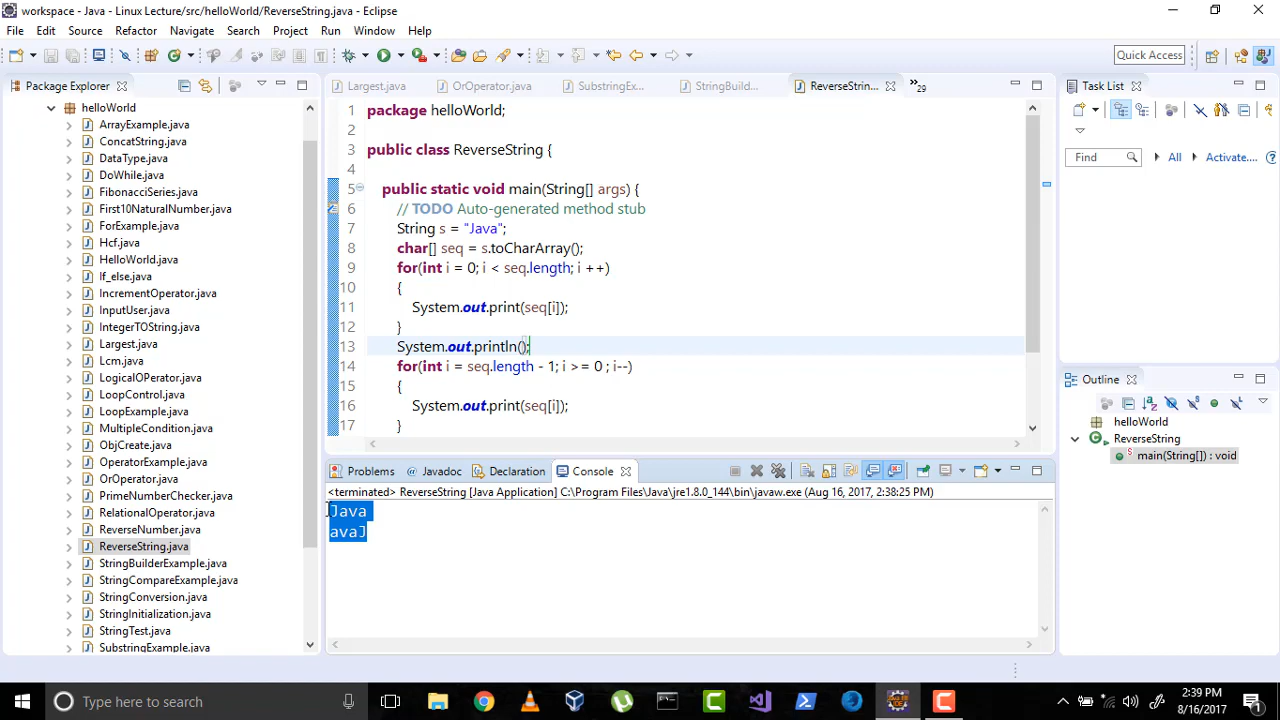 workspace - Java - Linux Lecture/src/helloWorld/ReverseString.java - Eclipse
File Edit Source Refactor Navigate Search Project Run Window Help
Quick Access
Package Explorer
helloWorld
ArrayExample.java
ConcatString.java
DataType.java
DoWhile.java
FibonacciSeries.java
First10NaturalNumber.java
ForExample.java
Hcf.java
HelloWorld.java
If_else.java
IncrementOperator.java
InputUser.java
IntegerTOString.java
Largest.java
Lcm.java
LogicalOPerator.java
LoopControl.java
LoopExample.java
MultipleCondition.java
ObjCreate.java
OperatorExample.java
OrOperator.java
PrimeNumberChecker.java
RelationalOperator.java
ReverseNumber.java
ReverseString.java
StringBuilderExample.java
StringCompareExample.java
StringConversion.java
StringInitialization.java
StringTest.java
SubstringExample.java
Largest.java OrOperator.java SubstringEx... StringBuild... ReverseStrin... »29
1 package helloWorld;
2
3 public class ReverseString {
4
5 public static void main(String[] args) {
6 // TODO Auto-generated method stub
7 String s = "Java";
8 char[] seq = s.toCharArray();
9 for(int i = 0; i < seq.length; i ++)
10 {
11 System.out.print(seq[i]);
12 }
13 System.out.println();
14 for(int i = seq.length - 1; i >= 0 ; i--)
15 {
16 System.out.print(seq[i]);
17 }
Problems Javadoc Declaration Console
<terminated> ReverseString [Java Application] C:\Program Files\Java\jre1.8.0_144\bin\javaw.exe (Aug 16, 2017, 2:38:25 PM)
Java
avaJ
Task List
Find All Activate...
Outline
helloWorld
ReverseString
main(String[]) : void
Type here to search
2:39 PM
8/16/2017